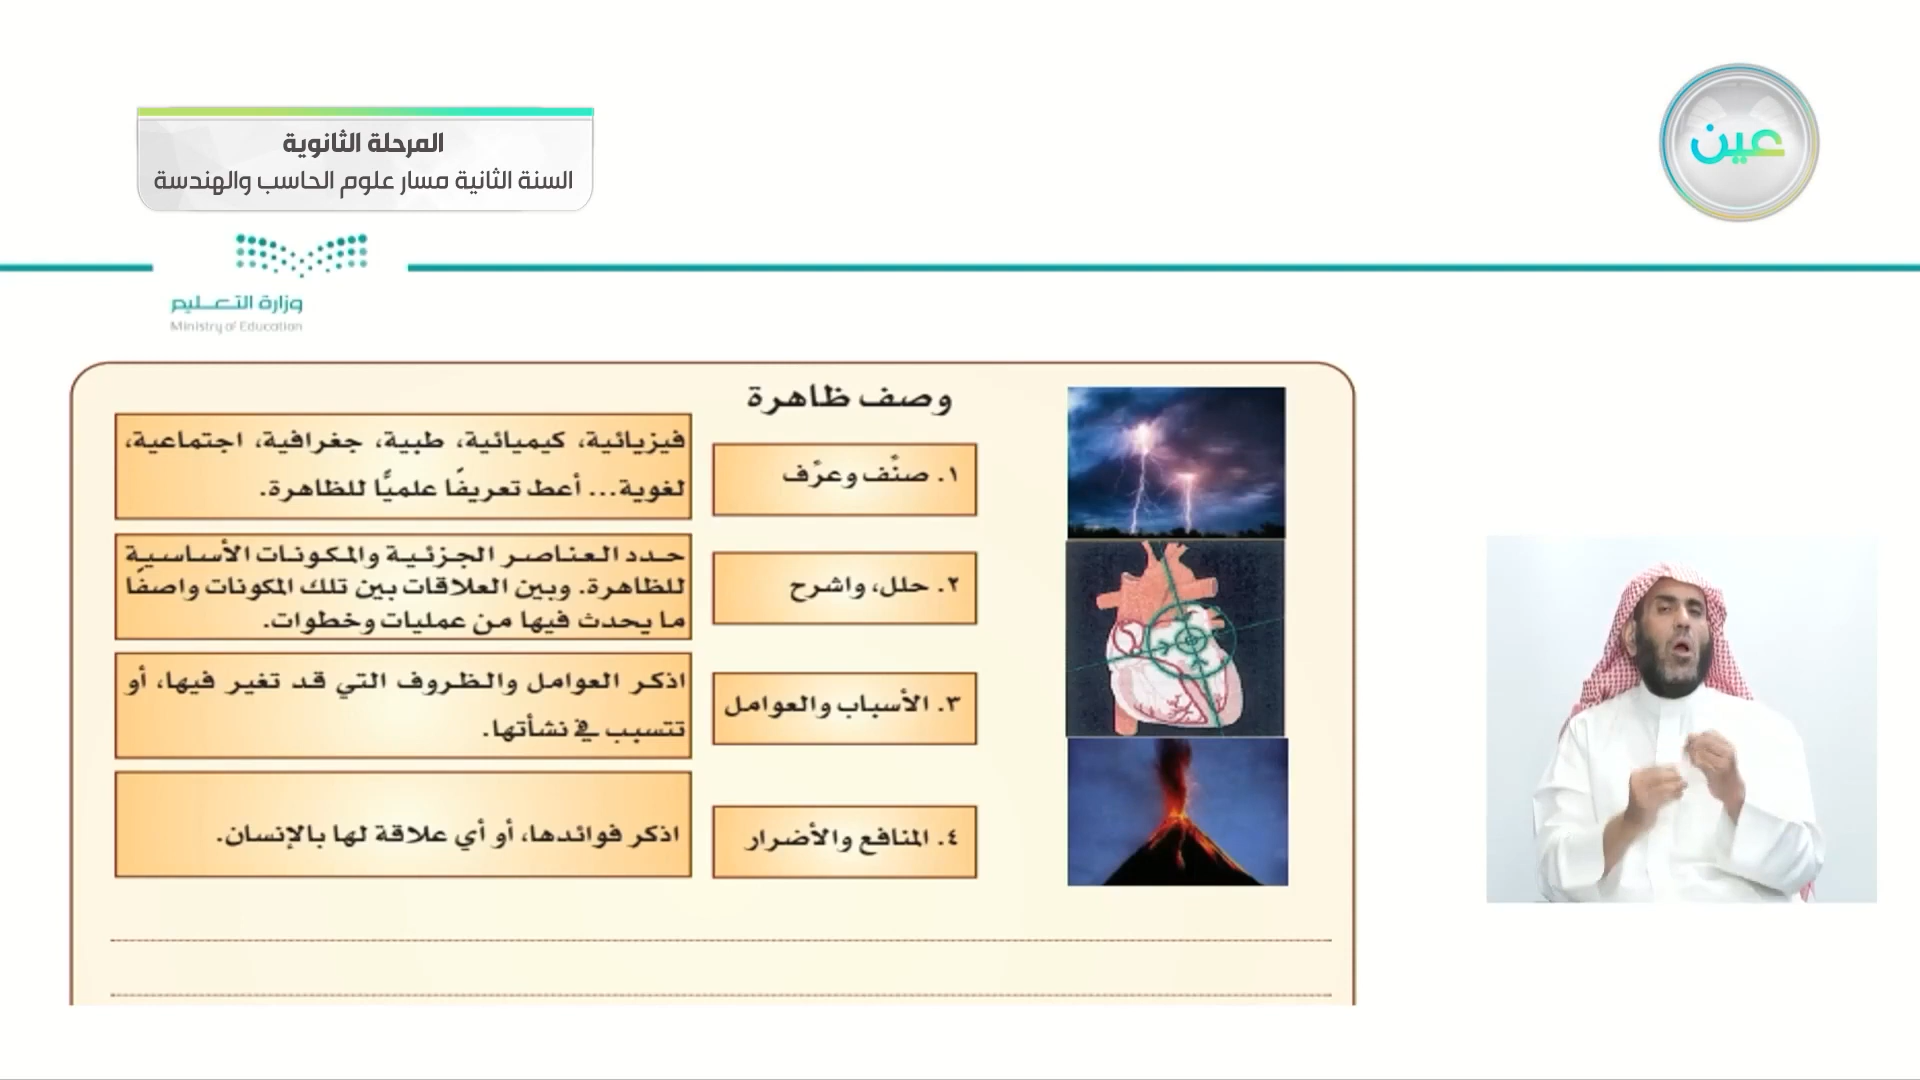 المرحلة الثانوية
السنة الثانية مسار علوم الحاسب والهندسة
عين
وزارة التعليم
Ministry of Education
وصف ظاهرة
١. صنّف وعرّف
فيزيائية، كيميائية، طبية، جغرافية، اجتماعية،
لغوية... أعط تعريفًا علميًّا للظاهرة.
٢. حلل، واشرح
حدد العناصر الجزئية والمكونات الأساسية
للظاهرة. وبين العلاقات بين تلك المكونات واصفًا
ما يحدث فيها من عمليات وخطوات.
٣. الأسباب والعوامل
اذكر العوامل والظروف التي قد تغير فيها، أو
تتسبب في نشأتها.
٤. المنافع والأضرار
اذكر فوائدها، أو أي علاقة لها بالإنسان.